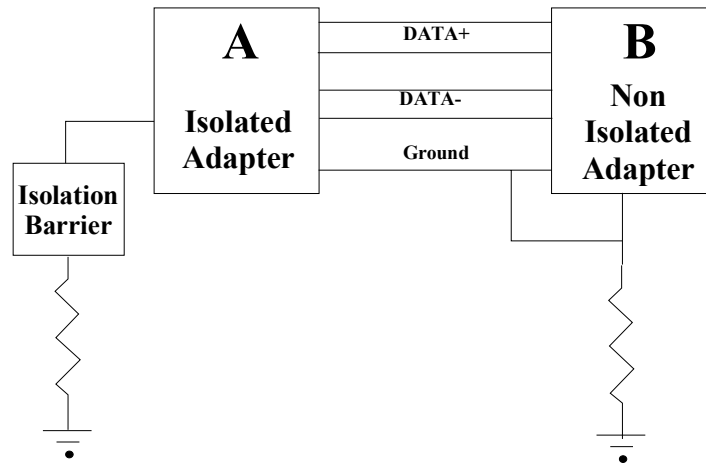 A
Isolated
Adapter
DATA+
DATA-
Ground
B
Non
Isolated
Adapter
Isolation
Barrier